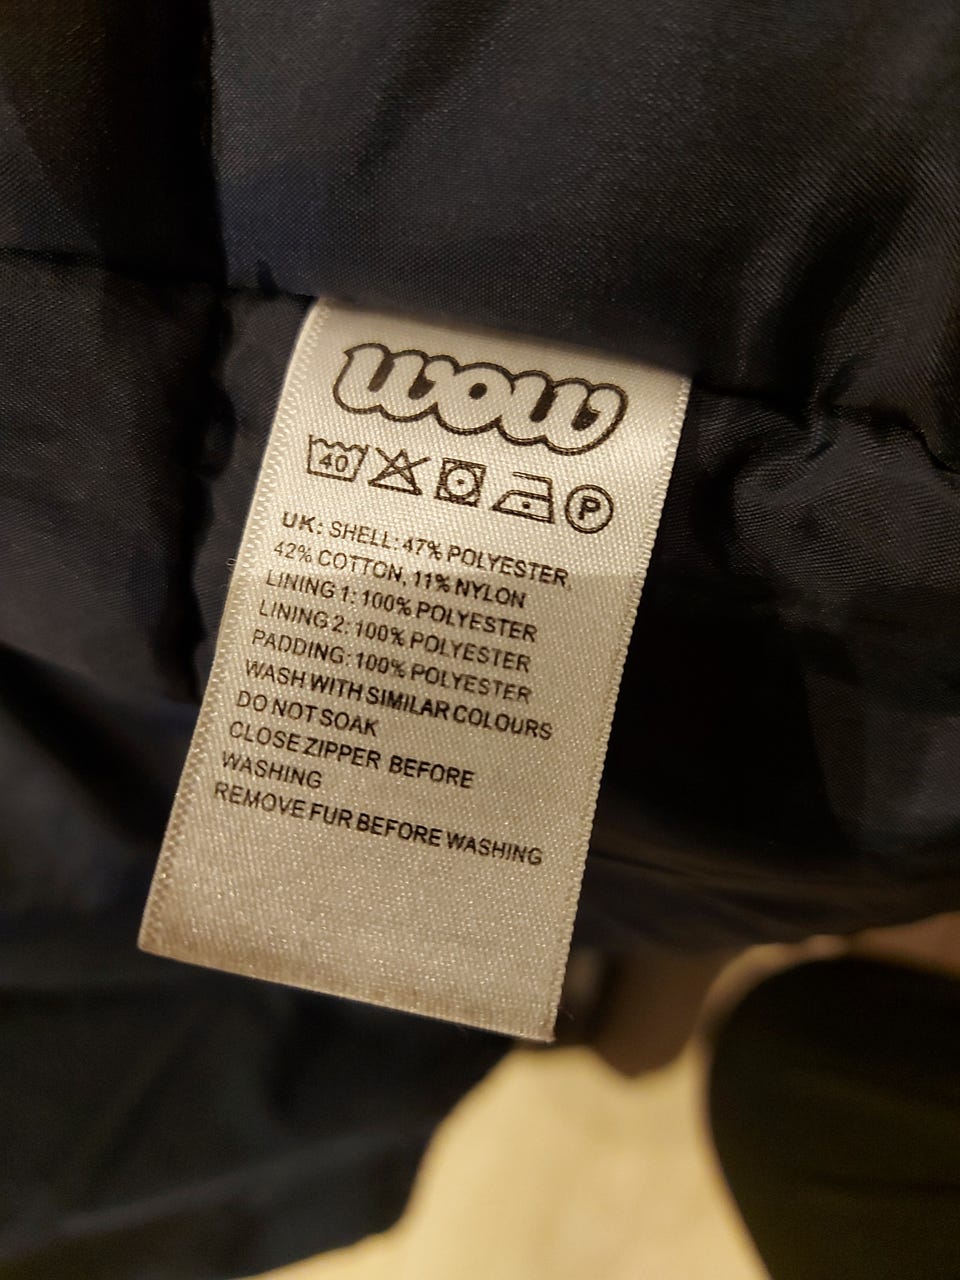 wow
40 P
UK: SHELL: 47% POLYESTER,
42% COTTON, 11% NYLON
LINING 1: 100% POLYESTER
LINING 2: 100% POLYESTER
PADDING: 100% POLYESTER
WASH WITH SIMILAR COLOURS
DO NOT SOAK
CLOSE ZIPPER BEFORE
WASHING
REMOVE FUR BEFORE WASHING